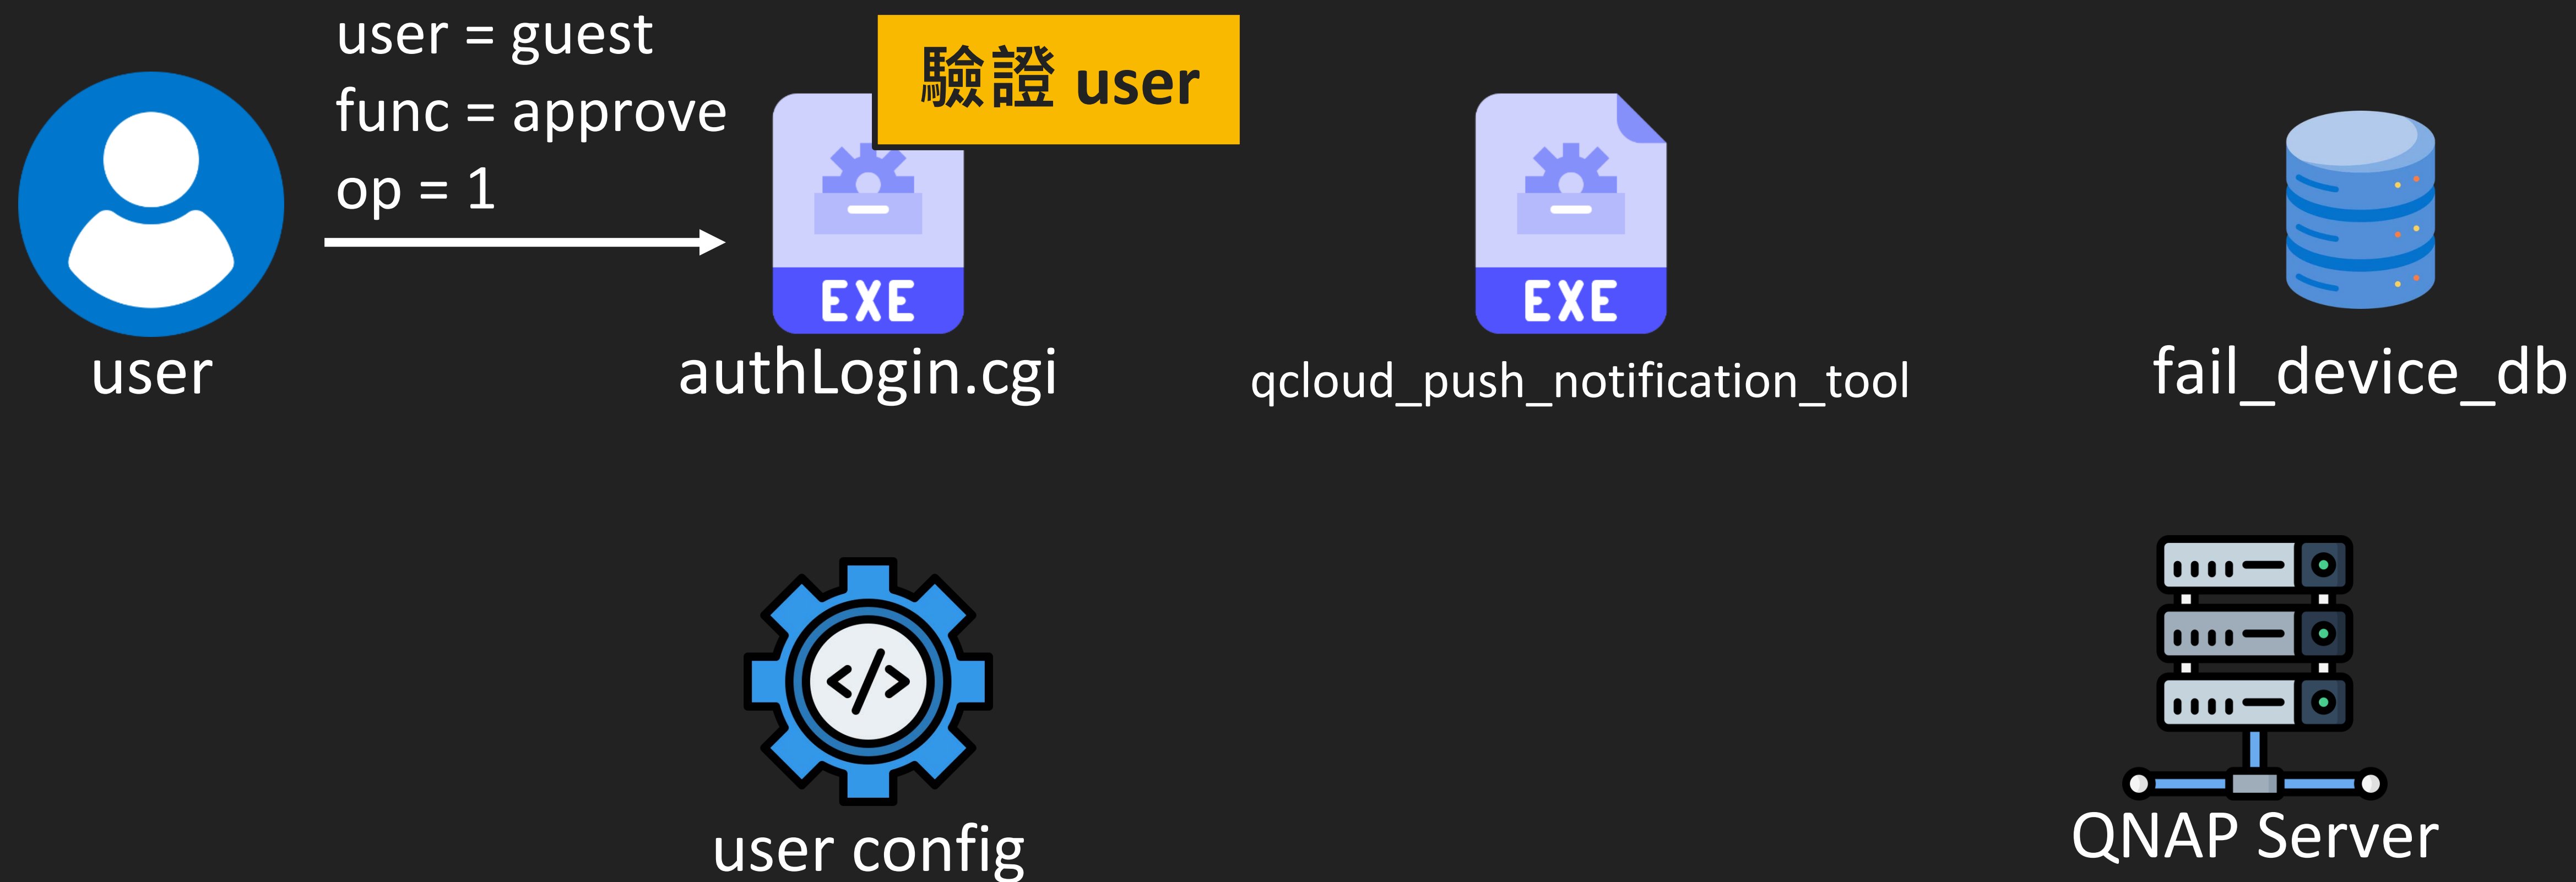 user = guest
func = approve
op = 1
驗證 user
EXE
EXE
user
authLogin.cgi
qcloud_push_notification_tool
fail_device_db
</>
user config
QNAP Server